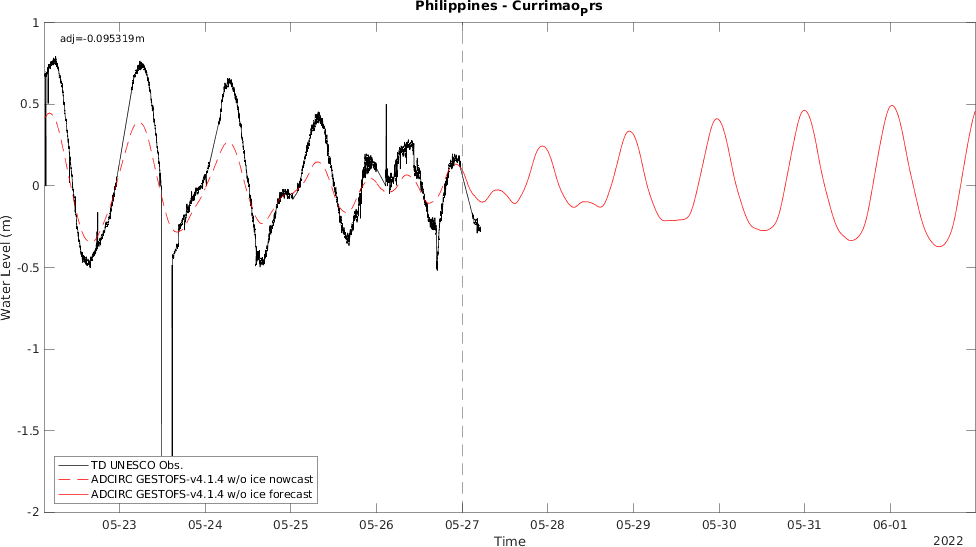 Philippines - Currimaoprs
adj=-0.095319m
1
0.5
0
-0.5
-1
-1.5
-2
Water Level (m)
TD UNESCO Obs.
ADCIRC GESTOFS-v4.1.4 w/o ice nowcast
ADCIRC GESTOFS-v4.1.4 w/o ice forecast
05-23 05-24 05-25 05-26 05-27 05-28 05-29 05-30 05-31 06-01
Time
2022